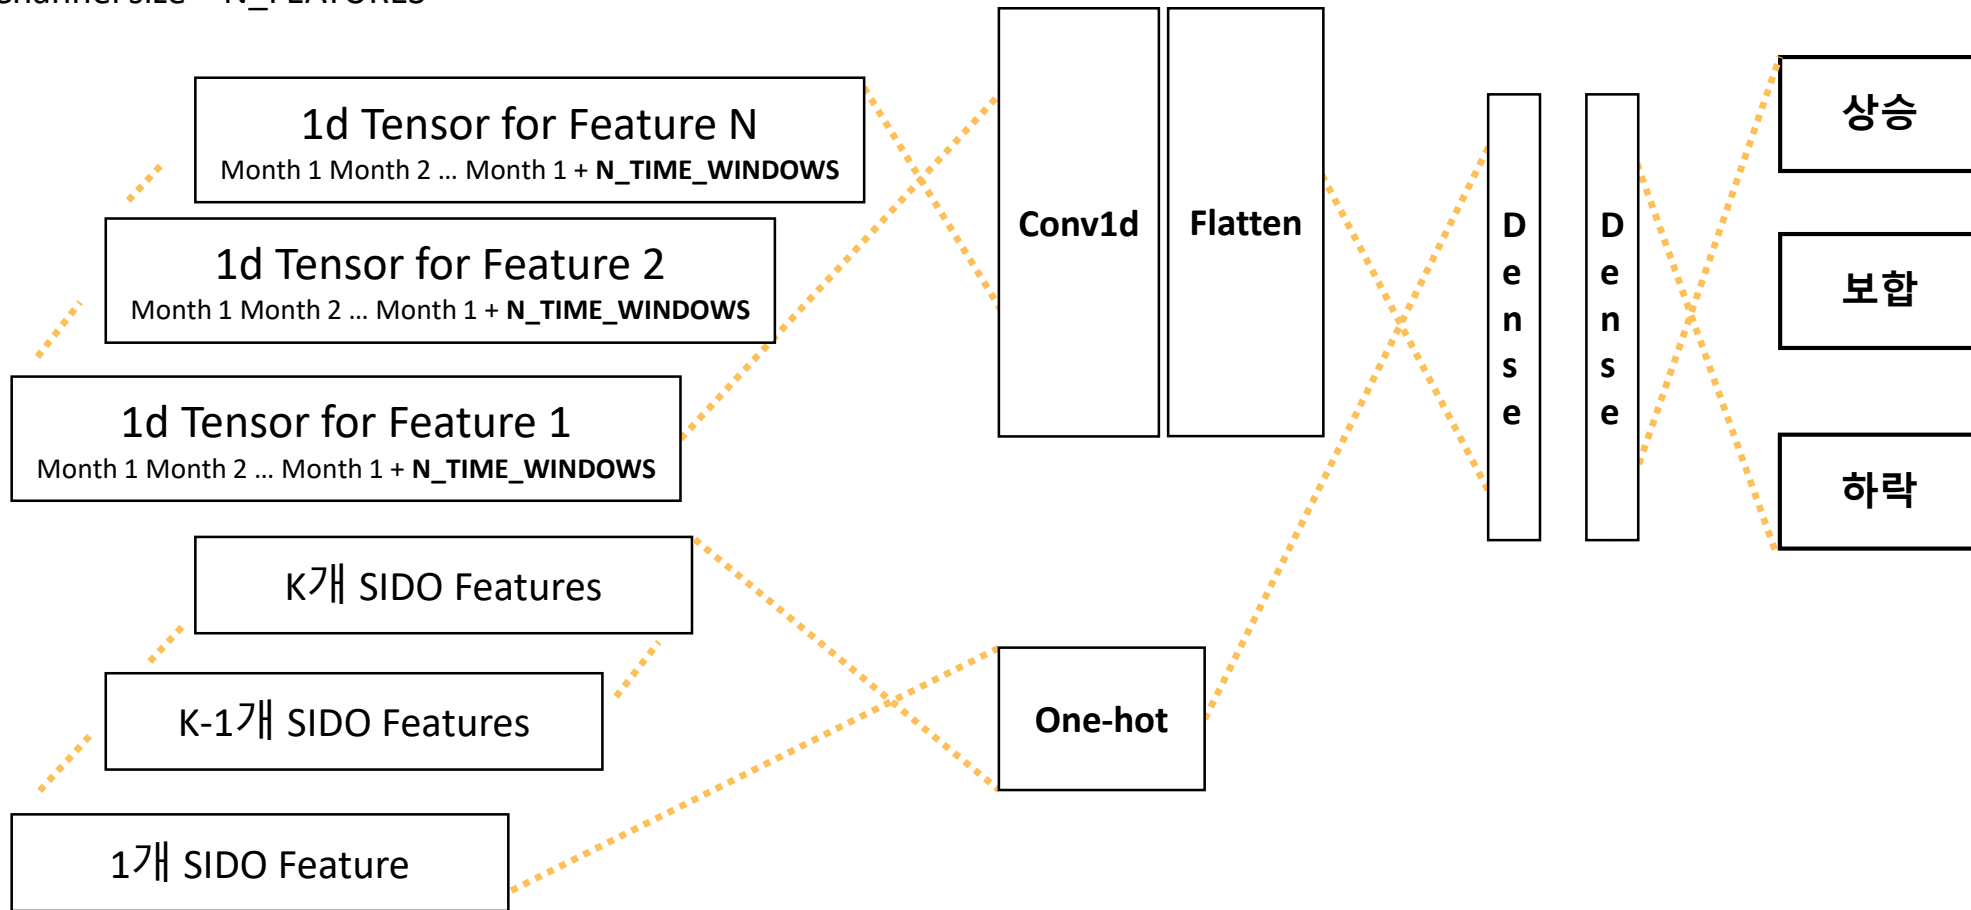 1d Tensor for Feature N
Month 1 Month 2 ... Month 1 + N_TIME_WINDOWS
1d Tensor for Feature 2
Month 1 Month 2 ... Month 1 + N_TIME_WINDOWS
1d Tensor for Feature 1
Month 1 Month 2 ... Month 1 + N_TIME_WINDOWS
K개 SIDO Features
K-1개 SIDO Features
1개 SIDO Feature
Conv1d
Flatten
One-hot
Dense
Dense
상승
보합
하락